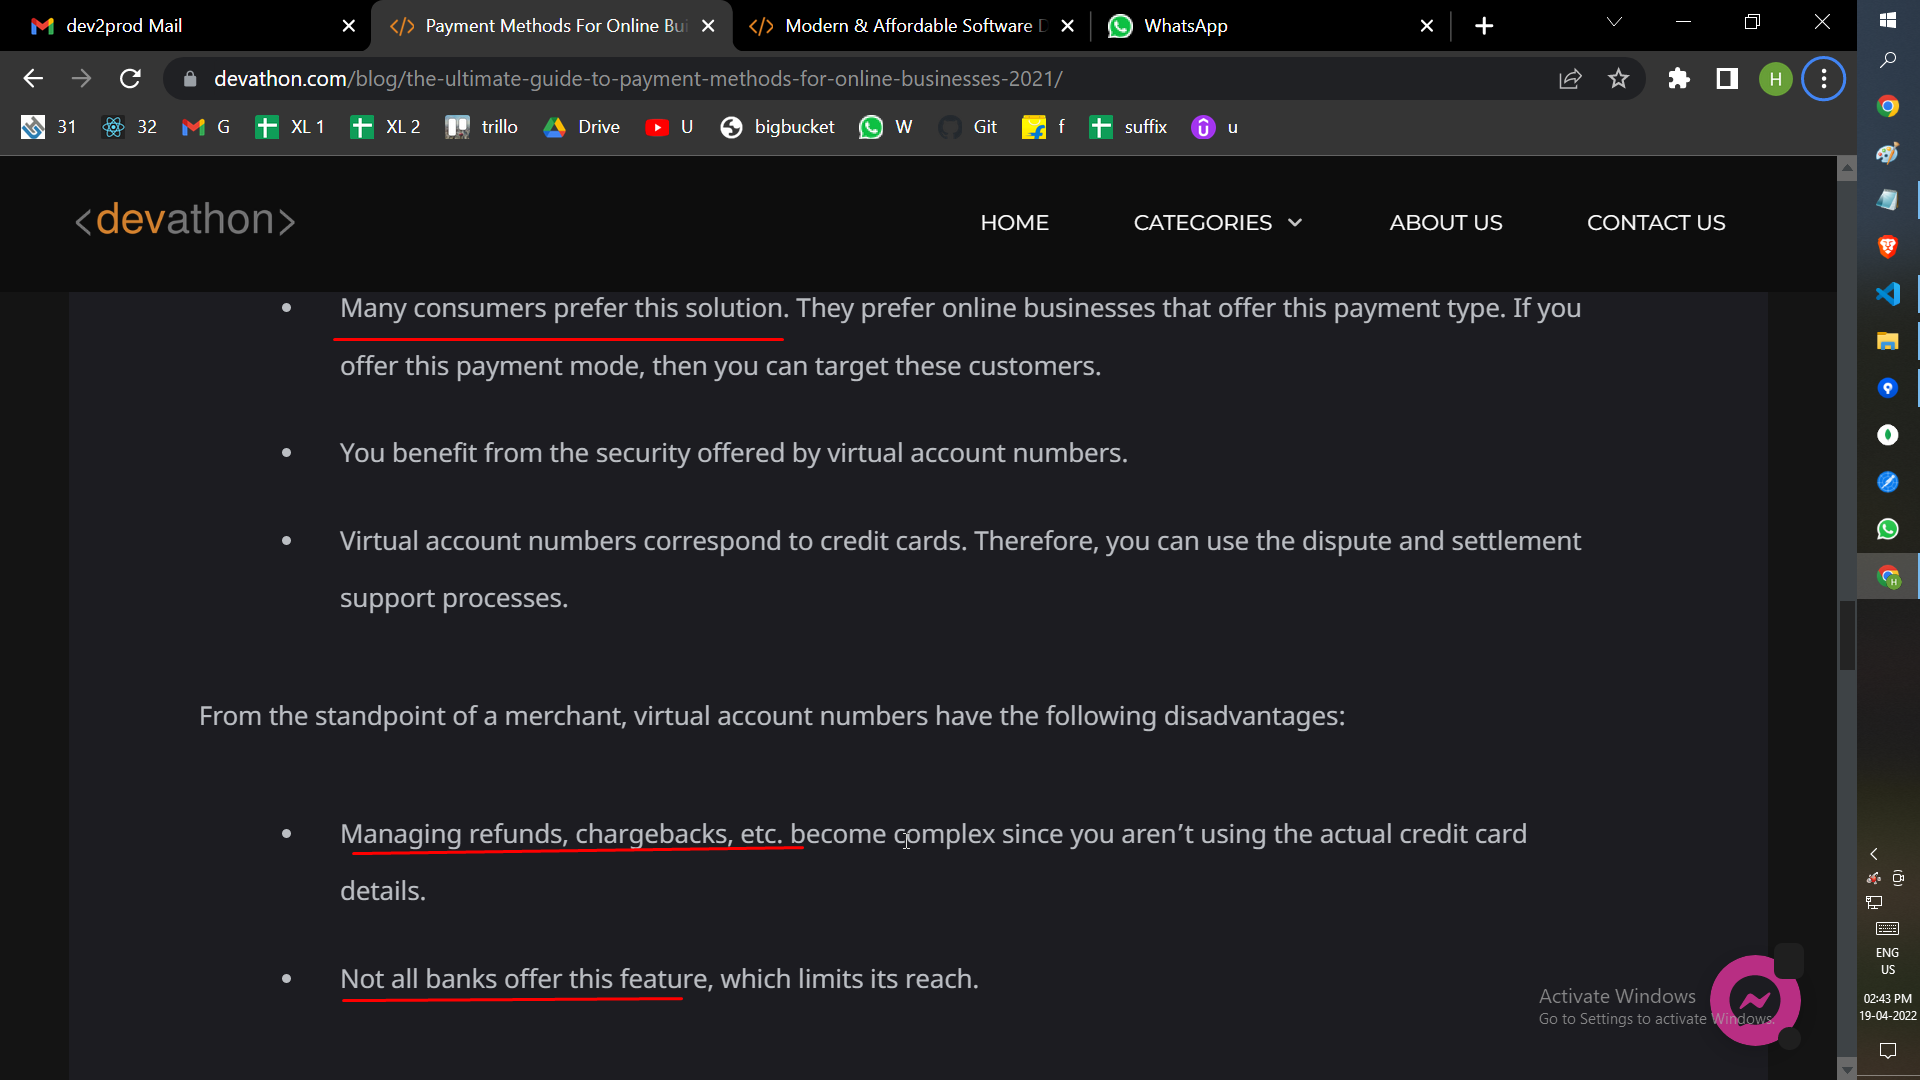 dev2prod Mail
Payment Methods For Online Bu
Modern & Affordable Software D
WhatsApp
devathon.com/blog/the-ultimate-guide-to-payment-methods-for-online-businesses-2021/
H
31
32
G
XL 1
XL 2
trillo
Drive
U
bigbucket
W
Git
f
suffix
u
<devathon>
HOME
CATEGORIES
ABOUT US
CONTACT US
Many consumers prefer this solution. They prefer online businesses that offer this payment type. If you
offer this payment mode, then you can target these customers.
You benefit from the security offered by virtual account numbers.
Virtual account numbers correspond to credit cards. Therefore, you can use the dispute and settlement
support processes.
From the standpoint of a merchant, virtual account numbers have the following disadvantages:
Managing refunds, chargebacks, etc. become complex since you aren’t using the actual credit card
details.
Not all banks offer this feature, which limits its reach.
Activate Windows
Go to Settings to activate Windows.
ENG
US
02:43 PM
19-04-2022